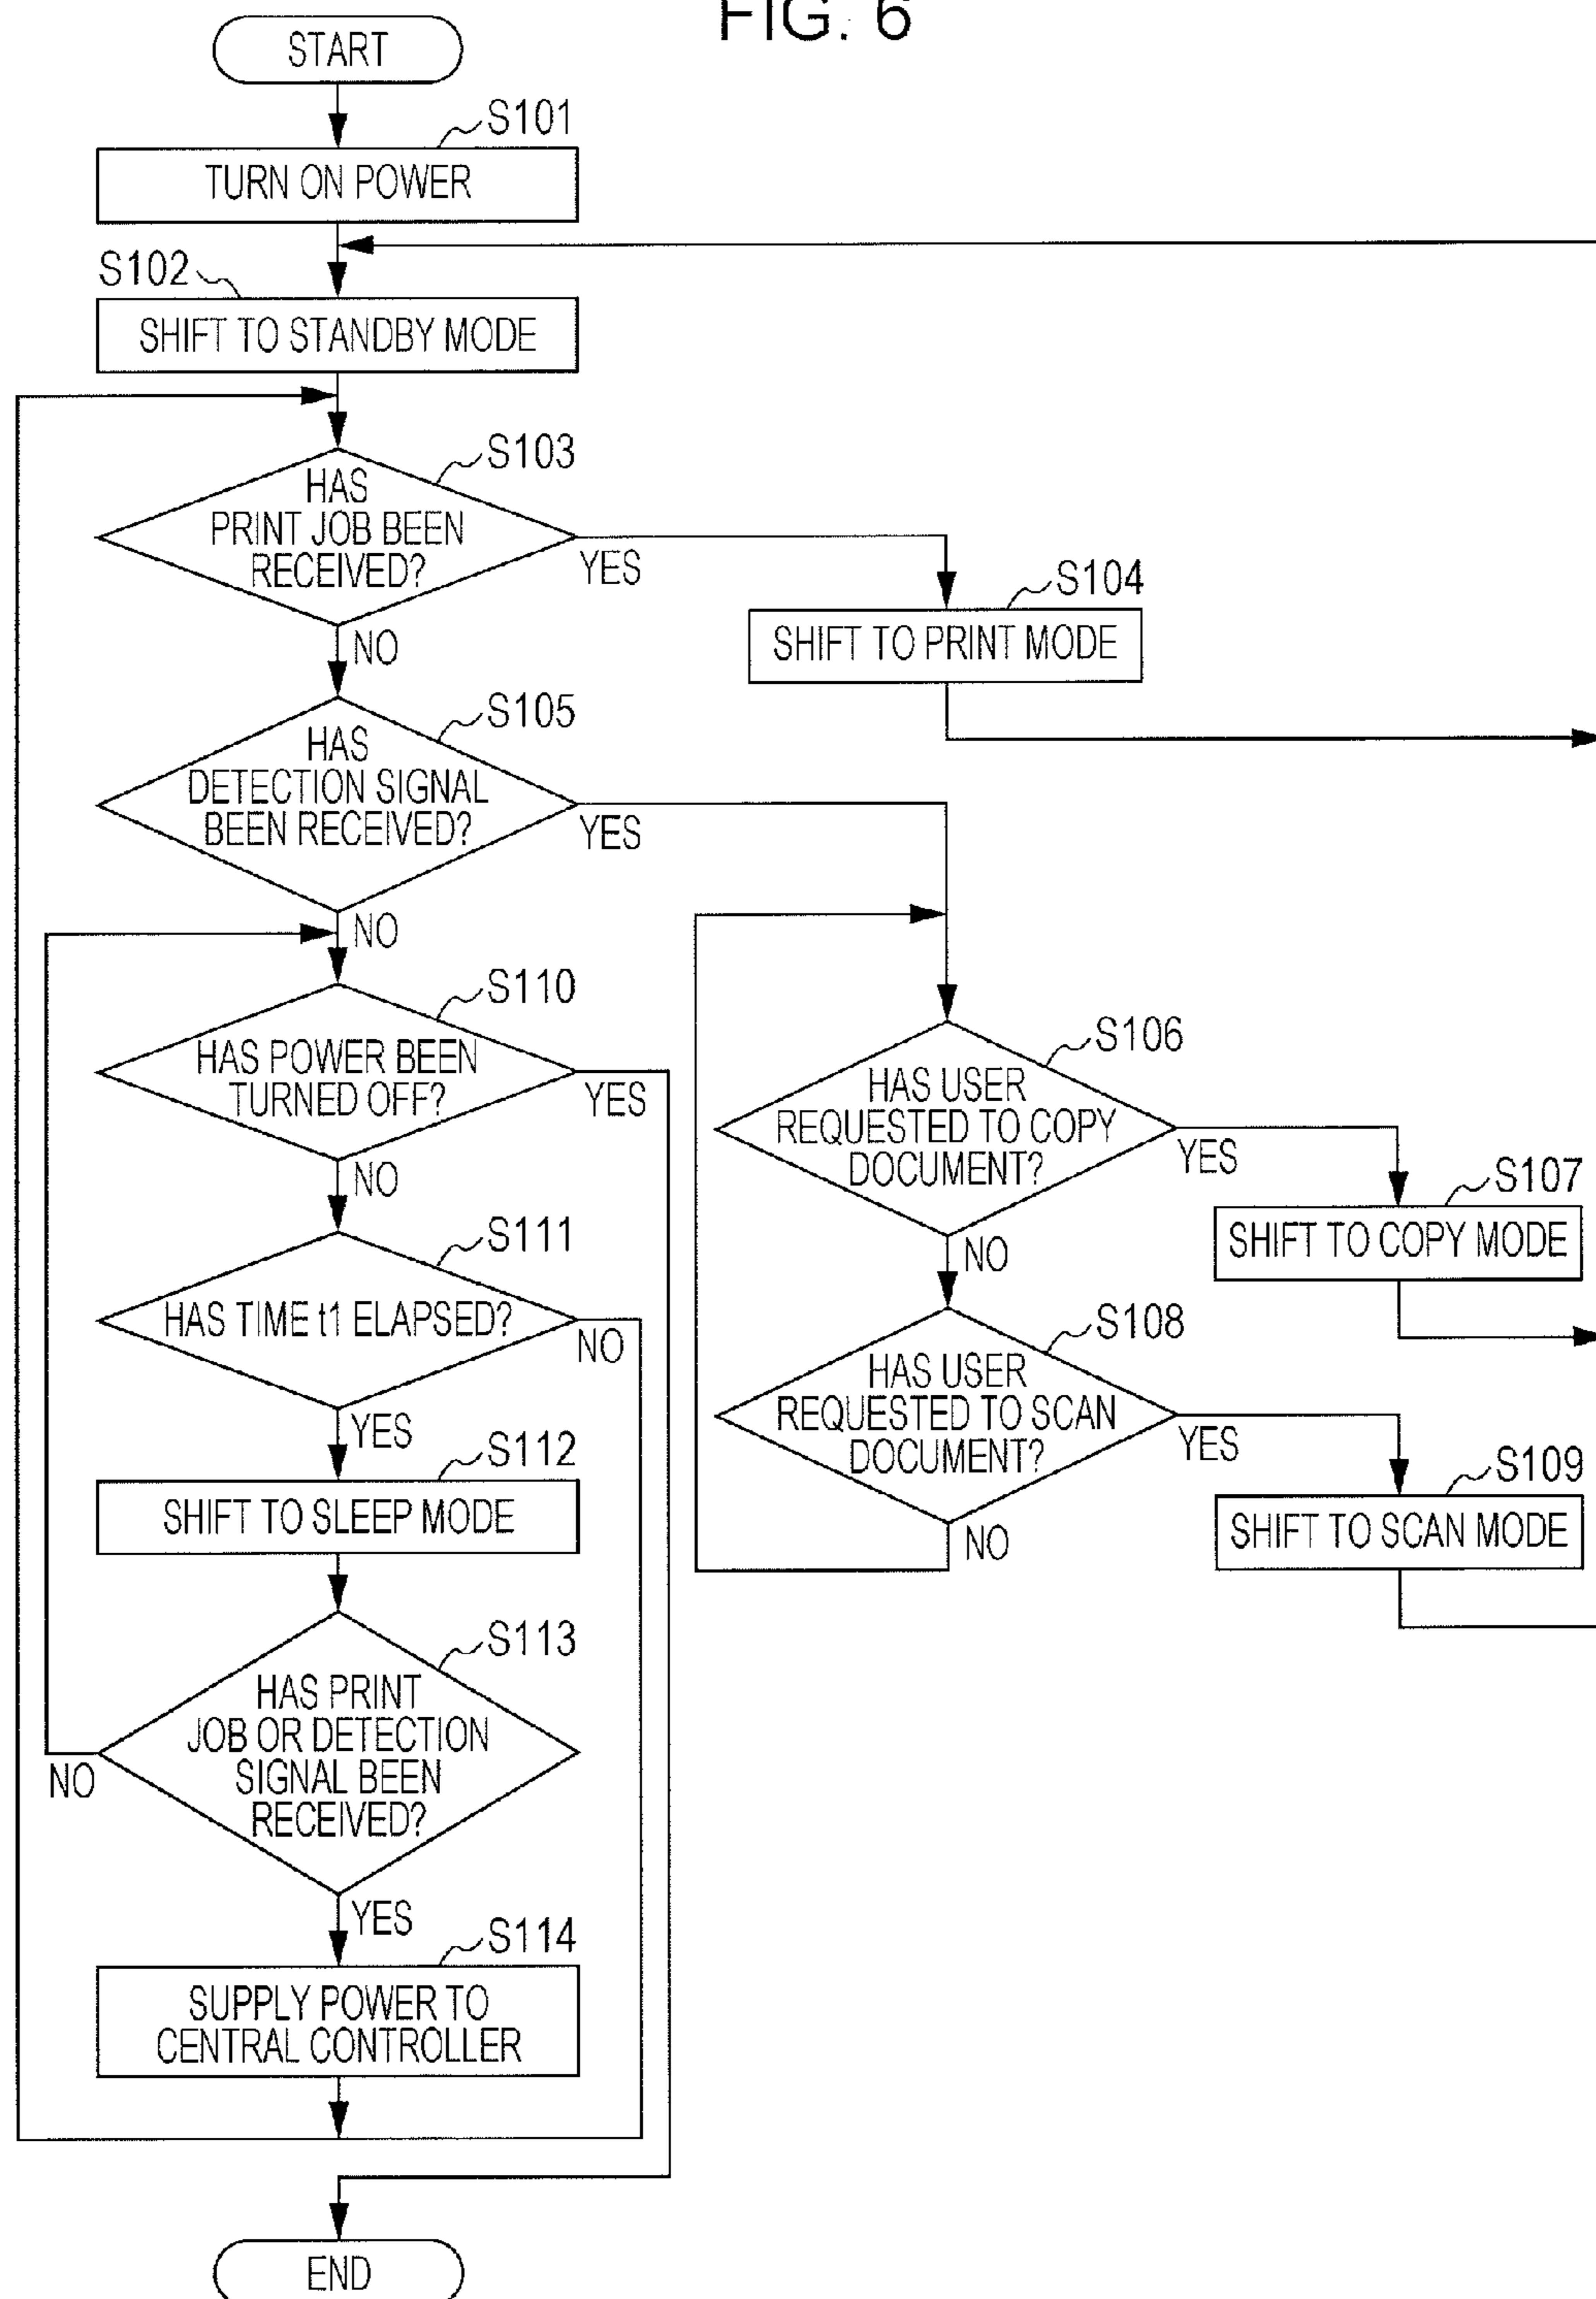 FIG. 6
START
S101
TURN ON POWER
S102
SHIFT TO STANDBY MODE
S103
HAS
PRINT JOB BEEN
RECEIVED?
YES
NO
S104
SHIFT TO PRINT MODE
S105
HAS
DETECTION SIGNAL
BEEN RECEIVED?
YES
NO
S110
HAS POWER BEEN
TURNED OFF?
YES
NO
S106
HAS USER
REQUESTED TO COPY
DOCUMENT?
YES
NO
S107
SHIFT TO COPY MODE
S111
HAS TIME t1 ELAPSED?
NO
YES
S108
HAS USER
REQUESTED TO SCAN
DOCUMENT?
YES
NO
S109
SHIFT TO SCAN MODE
S112
SHIFT TO SLEEP MODE
S113
HAS PRINT
JOB OR DETECTION
SIGNAL BEEN
RECEIVED?
NO
YES
S114
SUPPLY POWER TO
CENTRAL CONTROLLER
END